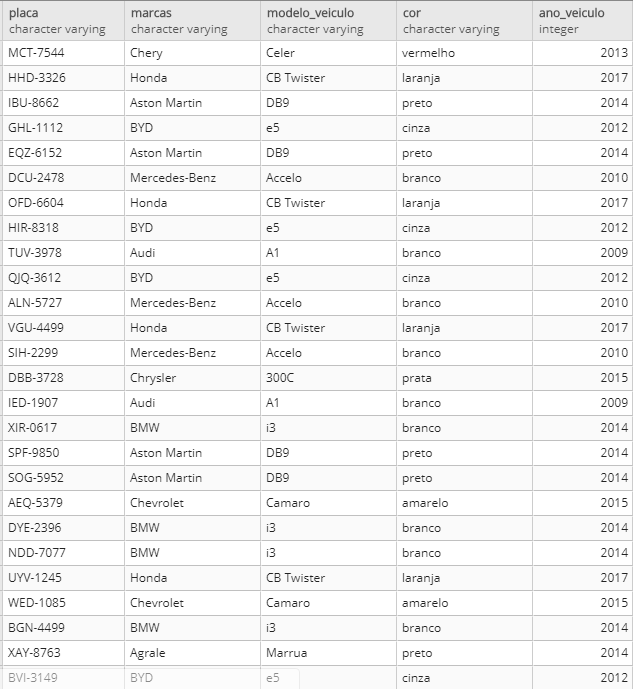 placa marcas modelo_veiculo cor ano_veiculo
character varying character varying character varying character varying integer
MCT-7544 Chery Celer vermelho 2013
HHD-3326 Honda CB Twister laranja 2017
IBU-8662 Aston Martin DB9 preto 2014
GHL-1112 BYD e5 cinza 2012
EQZ-6152 Aston Martin DB9 preto 2014
DCU-2478 Mercedes-Benz Accelo branco 2010
OFD-6604 Honda CB Twister laranja 2017
HIR-8318 BYD e5 cinza 2012
TUV-3978 Audi A1 branco 2009
QJQ-3612 BYD e5 cinza 2012
ALN-5727 Mercedes-Benz Accelo branco 2010
VGU-4499 Honda CB Twister laranja 2017
SIH-2299 Mercedes-Benz Accelo branco 2010
DBB-3728 Chrysler 300C prata 2015
IED-1907 Audi A1 branco 2009
XIR-0617 BMW i3 branco 2014
SPF-9850 Aston Martin DB9 preto 2014
SOG-5952 Aston Martin DB9 preto 2014
AEQ-5379 Chevrolet Camaro amarelo 2015
DYE-2396 BMW i3 branco 2014
NDD-7077 BMW i3 branco 2014
UYV-1245 Honda CB Twister laranja 2017
WED-1085 Chevrolet Camaro amarelo 2015
BGN-4499 BMW i3 branco 2014
XAY-8763 Agrale Marrua preto 2014
BVI-3149 BYD e5 cinza 2012